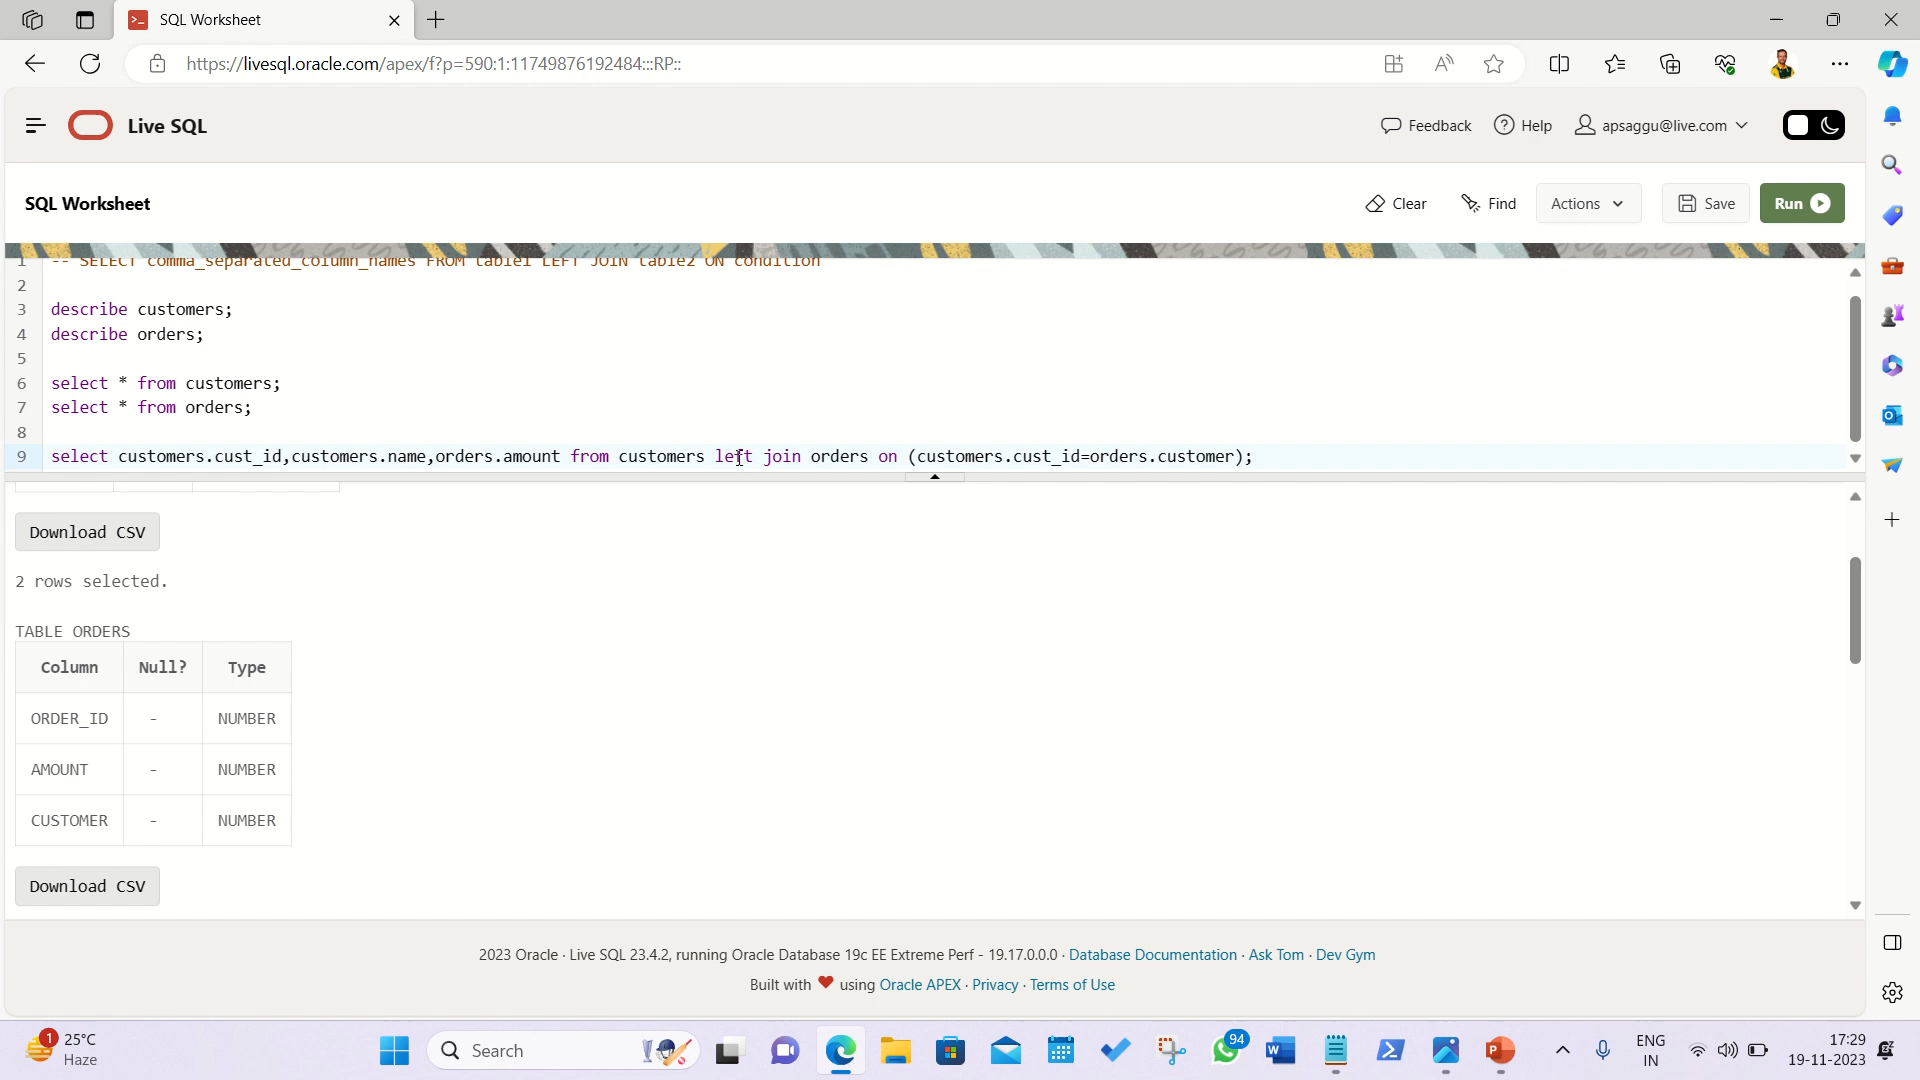 SQL Worksheet
https://livesql.oracle.com/apex/f?p=590:1:11749876192484:::RP::
Live SQL
Feedback
Help
apsaggu@live.com
SQL Worksheet
Clear
Find
Actions
Save
Run
1 -- SELECT comma_separated_column_names FROM table1 LEFT JOIN table2 ON condition
2
3 describe customers;
4 describe orders;
5
6 select * from customers;
7 select * from orders;
8
9 select customers.cust_id,customers.name,orders.amount from customers left join orders on (customers.cust_id=orders.customer);
Download CSV
2 rows selected.
TABLE ORDERS
Column Null? Type
ORDER_ID - NUMBER
AMOUNT - NUMBER
CUSTOMER - NUMBER
Download CSV
2023 Oracle · Live SQL 23.4.2, running Oracle Database 19c EE Extreme Perf - 19.17.0.0.0 · Database Documentation · Ask Tom · Dev Gym
Built with ❤ using Oracle APEX · Privacy · Terms of Use
1
25°C
Haze
Search
94
ENG
IN
17:29
19-11-2023